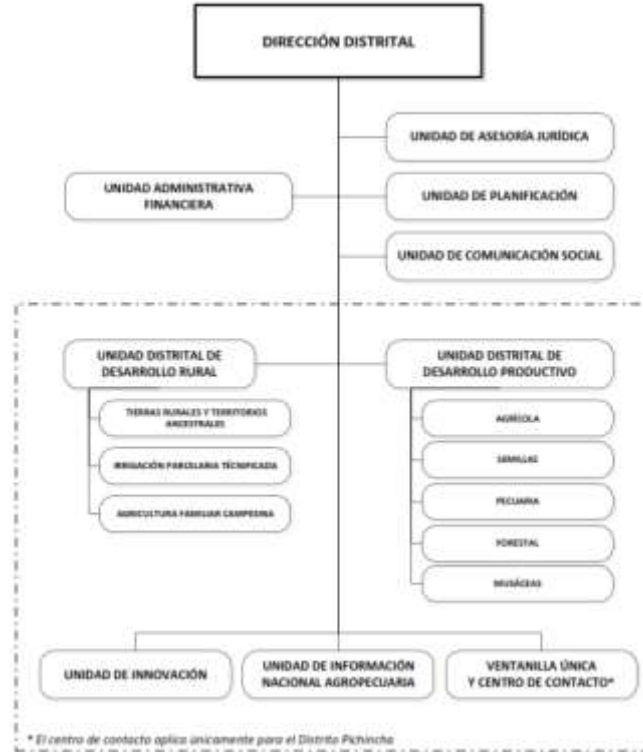 DIRECCIÓN DISTRITAL
UNIDAD DE ASESORÍA JURÍDICA
UNIDAD ADMINISTRATIVA
FINANCIERA
UNIDAD DE PLANIFICACIÓN
UNIDAD DE COMUNICACIÓN SOCIAL
UNIDAD DISTRITAL DE
DESARROLLO RURAL
TIERRAS RURALES Y TERRITORIOS
ANCESTRALES
IRRIGACIÓN PARCELARIA TÉCNIFICADA
AGRICULTURA FAMILIAR CAMPESINA
UNIDAD DISTRITAL DE
DESARROLLO PRODUCTIVO
AGRÍCOLA
SEMILLAS
PECUARIA
FORESTAL
MUSÁCEAS
UNIDAD DE INNOVACIÓN
UNIDAD DE INFORMACIÓN
NACIONAL AGROPECUARIA
VENTANILLA ÚNICA
Y CENTRO DE CONTACTO*
* El centro de contacto aplica únicamente para el Distrito Pichincha